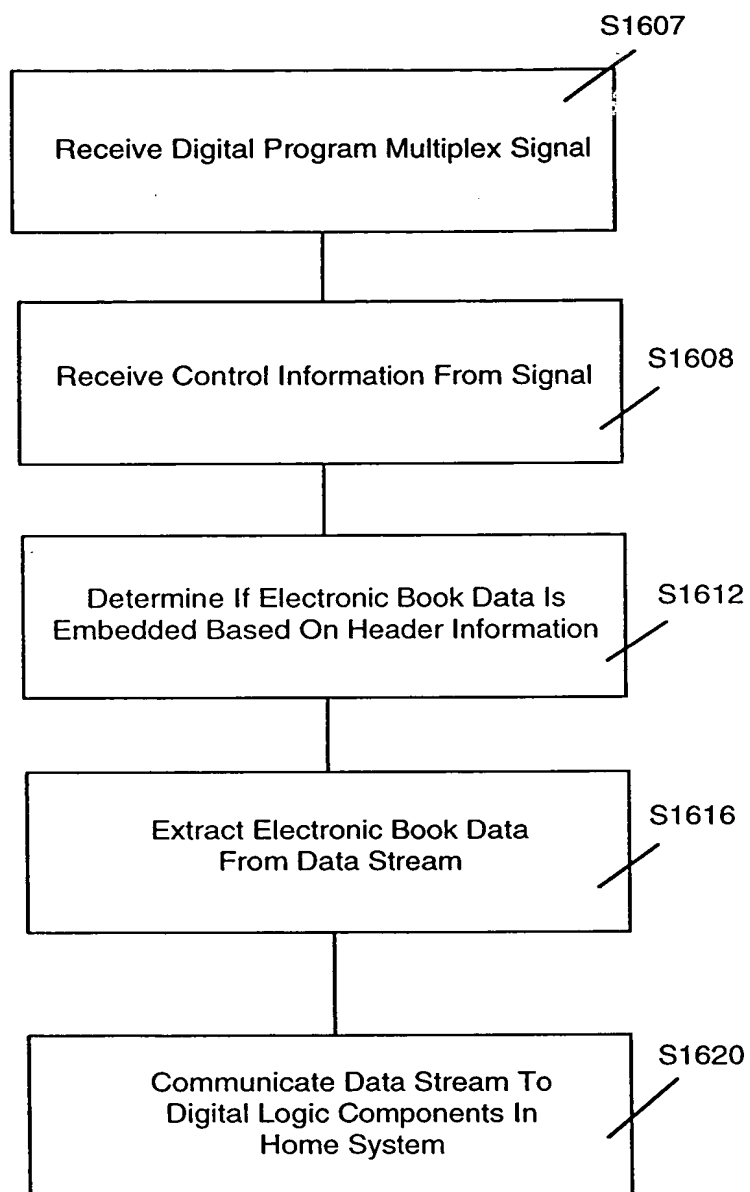 S1607
Receive Digital Program Multiplex Signal
Receive Control Information From Signal
S1608
Determine If Electronic Book Data Is
Embedded Based On Header Information
S1612
Extract Electronic Book Data
From Data Stream
S1616
Communicate Data Stream To
Digital Logic Components In
Home System
S1620